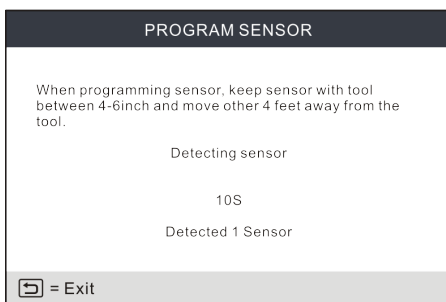 PROGRAM SENSOR
When programming sensor, keep sensor with tool
between 4-6inch and move other 4 feet away from the
tool.
Detecting sensor
10S
Detected 1 Sensor
= Exit